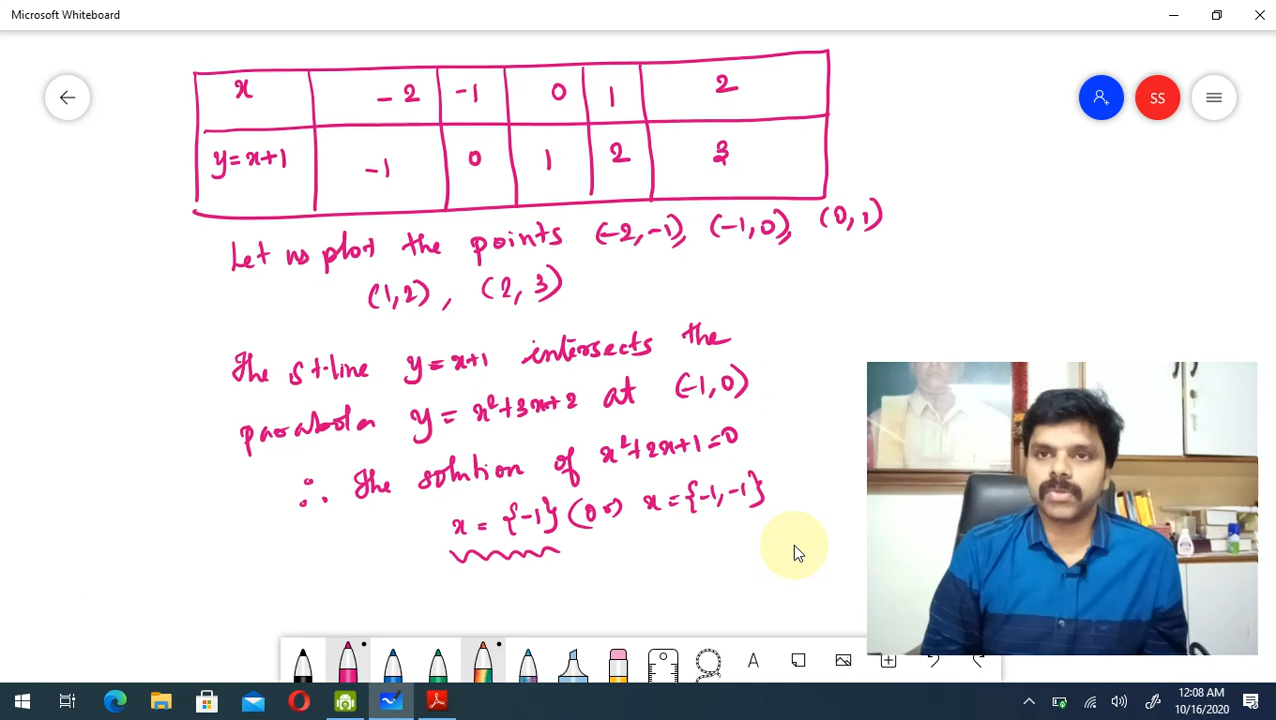 Microsoft Whiteboard
x -2 -1 0 1 2
y=x+1 -1 0 1 2 3
SS
Let us plot the points (-2,-1), (-1,0), (0,1)
(1,2), (2,3)
The st.line y=x+1 intersects the
parabola y = x²+3x+2 at (-1,0)
∴ The solution of x²+2x+1=0
x = {-1} (or) x={-1,-1}
A
12:08 AM
10/16/2020